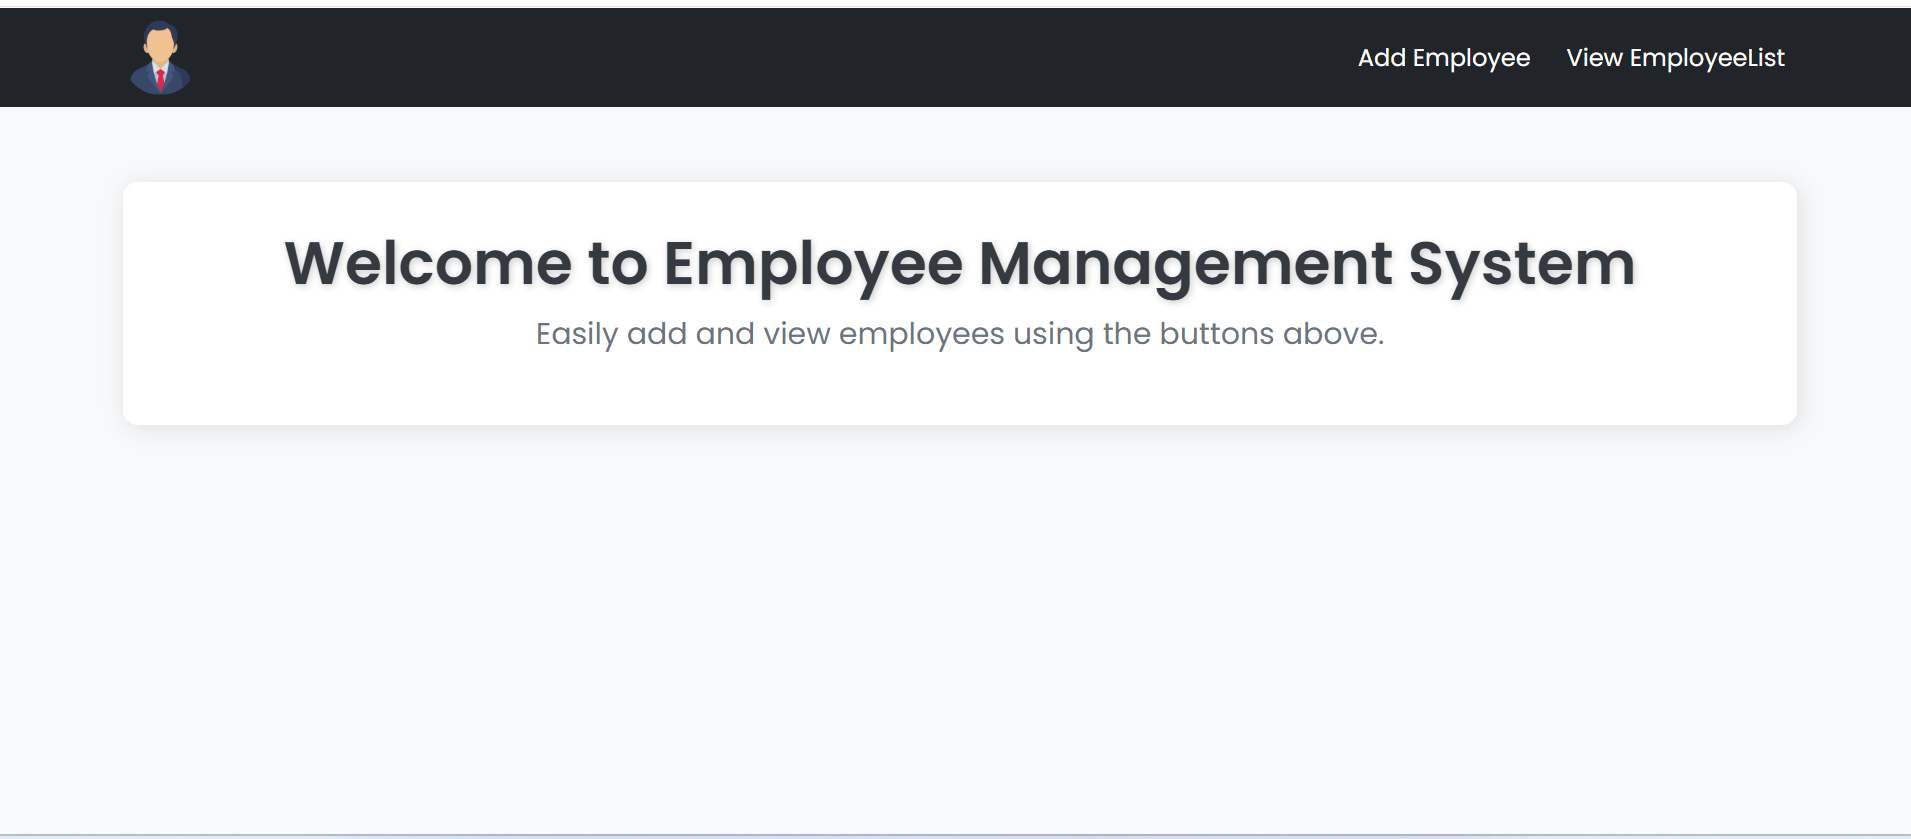 Add Employee View EmployeeList
Welcome to Employee Management System
Easily add and view employees using the buttons above.